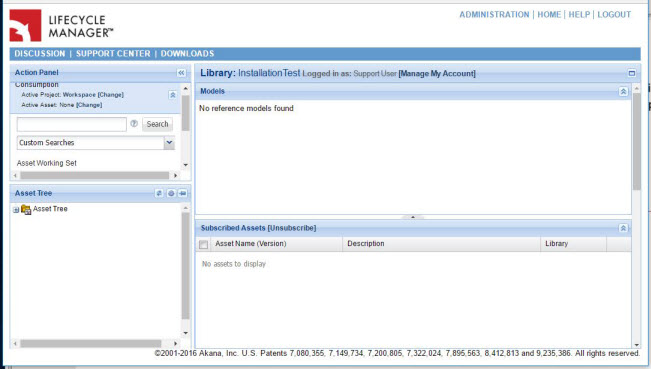 LIFECYCLE
MANAGER™
ADMINISTRATION | HOME | HELP | LOGOUT
DISCUSSION | SUPPORT CENTER | DOWNLOADS
Action Panel
Consumption
Active Project: Workspace [Change]
Active Asset: None [Change]
Search
Custom Searches
Asset Working Set
Asset Tree
Asset Tree
Library: InstallationTest Logged in as: Support User [Manage My Account]
Models
No reference models found
Subscribed Assets [Unsubscribe]
Asset Name (Version) Description Library
No assets to display
©2001-2016 Akana, Inc. U.S. Patents 7,080,355, 7,149,734, 7,200,805, 7,322,024, 7,895,563, 8,412,813 and 9,235,386. All rights reserved.